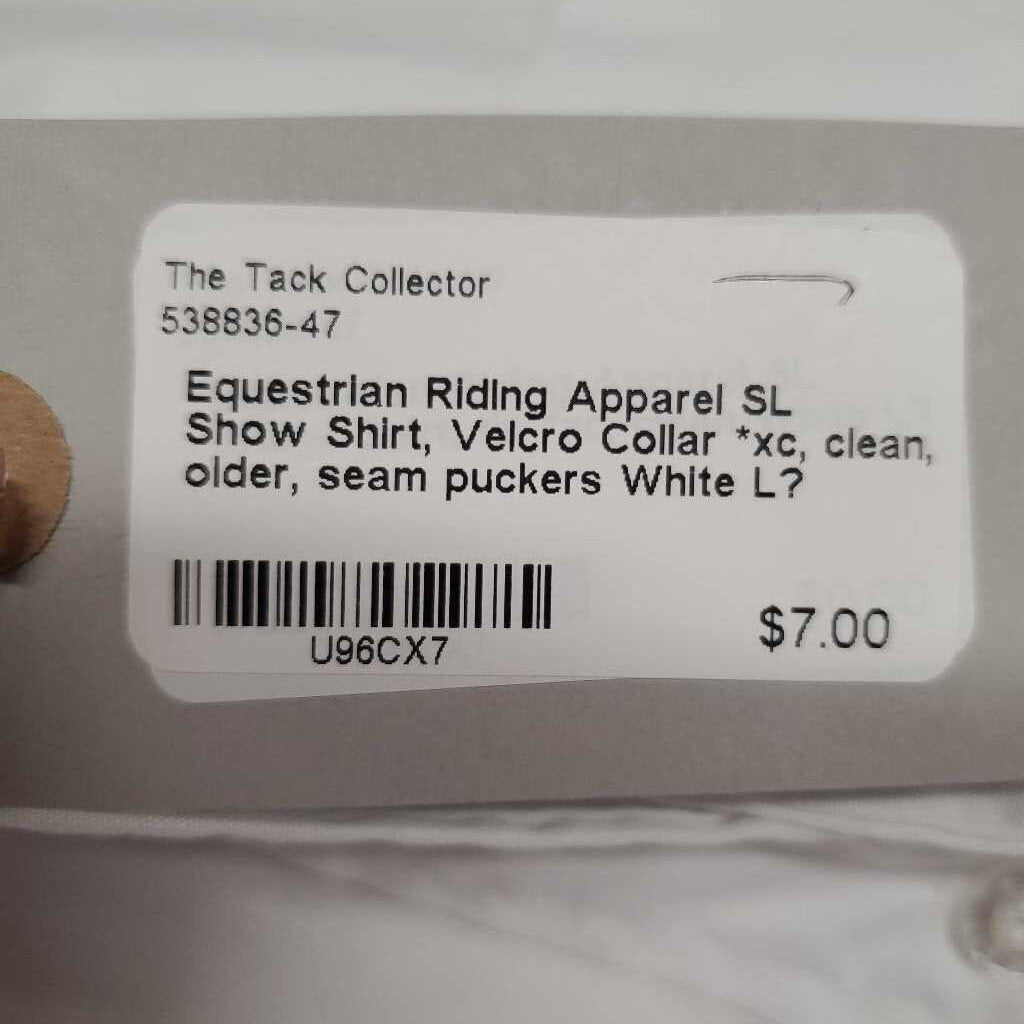 The Tack Collector
538836-47
Equestrian Riding Apparel SL
Show Shirt, Velcro Collar *xc, clean,
older, seam puckers White L?
U96CX7
$7.00